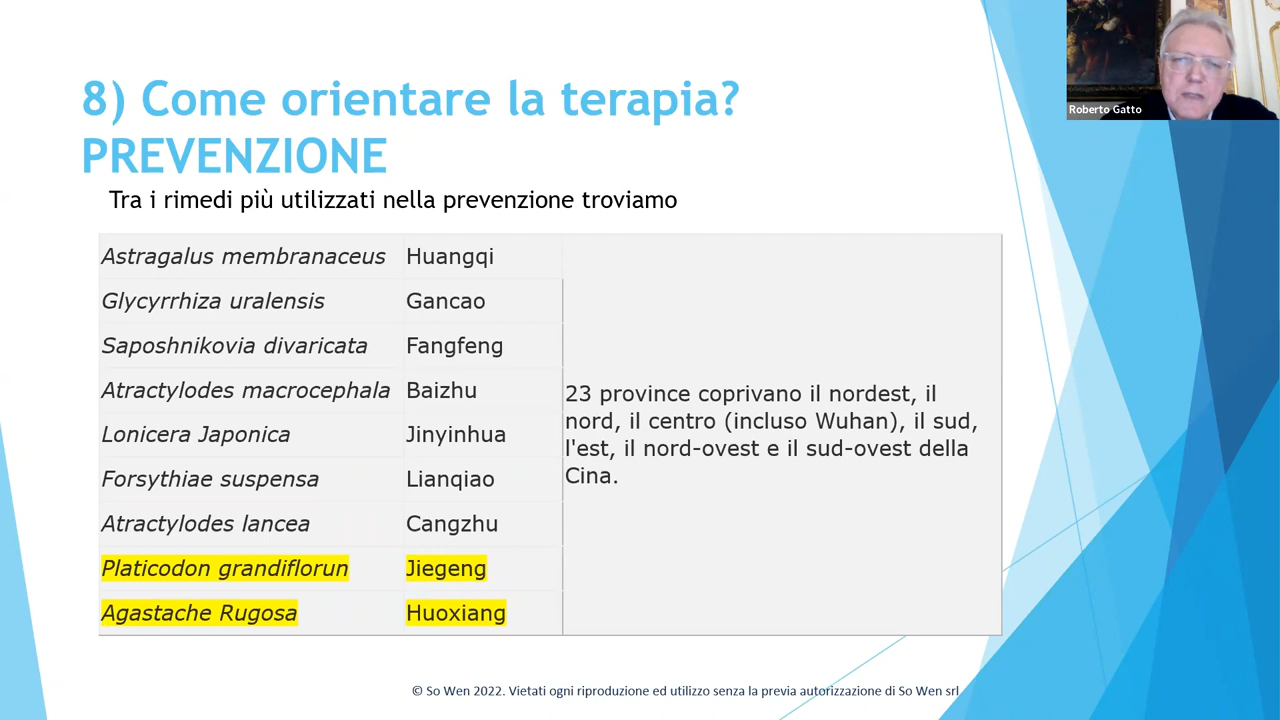 8) Come orientare la terapia?
PREVENZIONE
Roberto Gatto
Tra i rimedi più utilizzati nella prevenzione troviamo
Astragalus membranaceus Huangqi
Glycyrrhiza uralensis Gancao
Saposhnikovia divaricata Fangfeng
Atractylodes macrocephala Baizhu
Lonicera Japonica Jinyinhua
Forsythiae suspensa Lianqiao
Atractylodes lancea Cangzhu
Platicodon grandiflorun Jiegeng
Agastache Rugosa Huoxiang
23 province coprivano il nordest, il
nord, il centro (incluso Wuhan), il sud,
l'est, il nord-ovest e il sud-ovest della
Cina.
© So Wen 2022. Vietati ogni riproduzione ed utilizzo senza la previa autorizzazione di So Wen srl